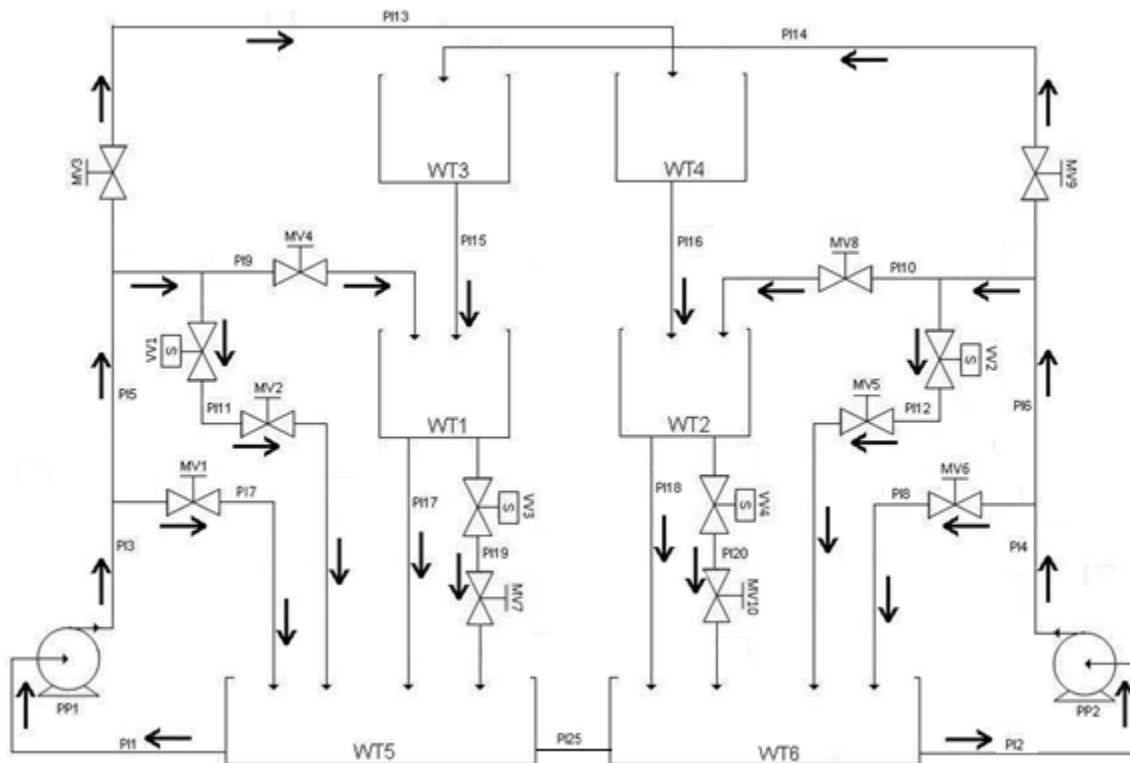 PI13
PI14
MV3
WT3
WT4
MV9
PI15
PI16
PI9
MV4
MV8
PI10
VV1
S
S
VV2
PI5
PI11
MV2
MV5
PI12
PI6
WT1
WT2
MV1
PI7
PI17
S
VV3
PI18
S
VV4
PI8
MV6
PI3
PI19
MV7
PI20
MV10
PI4
PP1
PP2
PI1
WT5
PI25
WT6
PI2